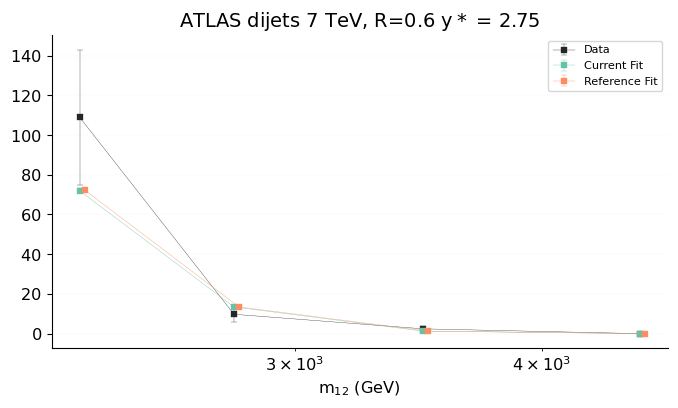 ATLAS dijets 7 TeV, R=0.6 y * = 2.75
Data
Current Fit
Reference Fit
140
120
100
80
60
40
20
0
3 × 10³
4 × 10³
m₁₂ (GeV)